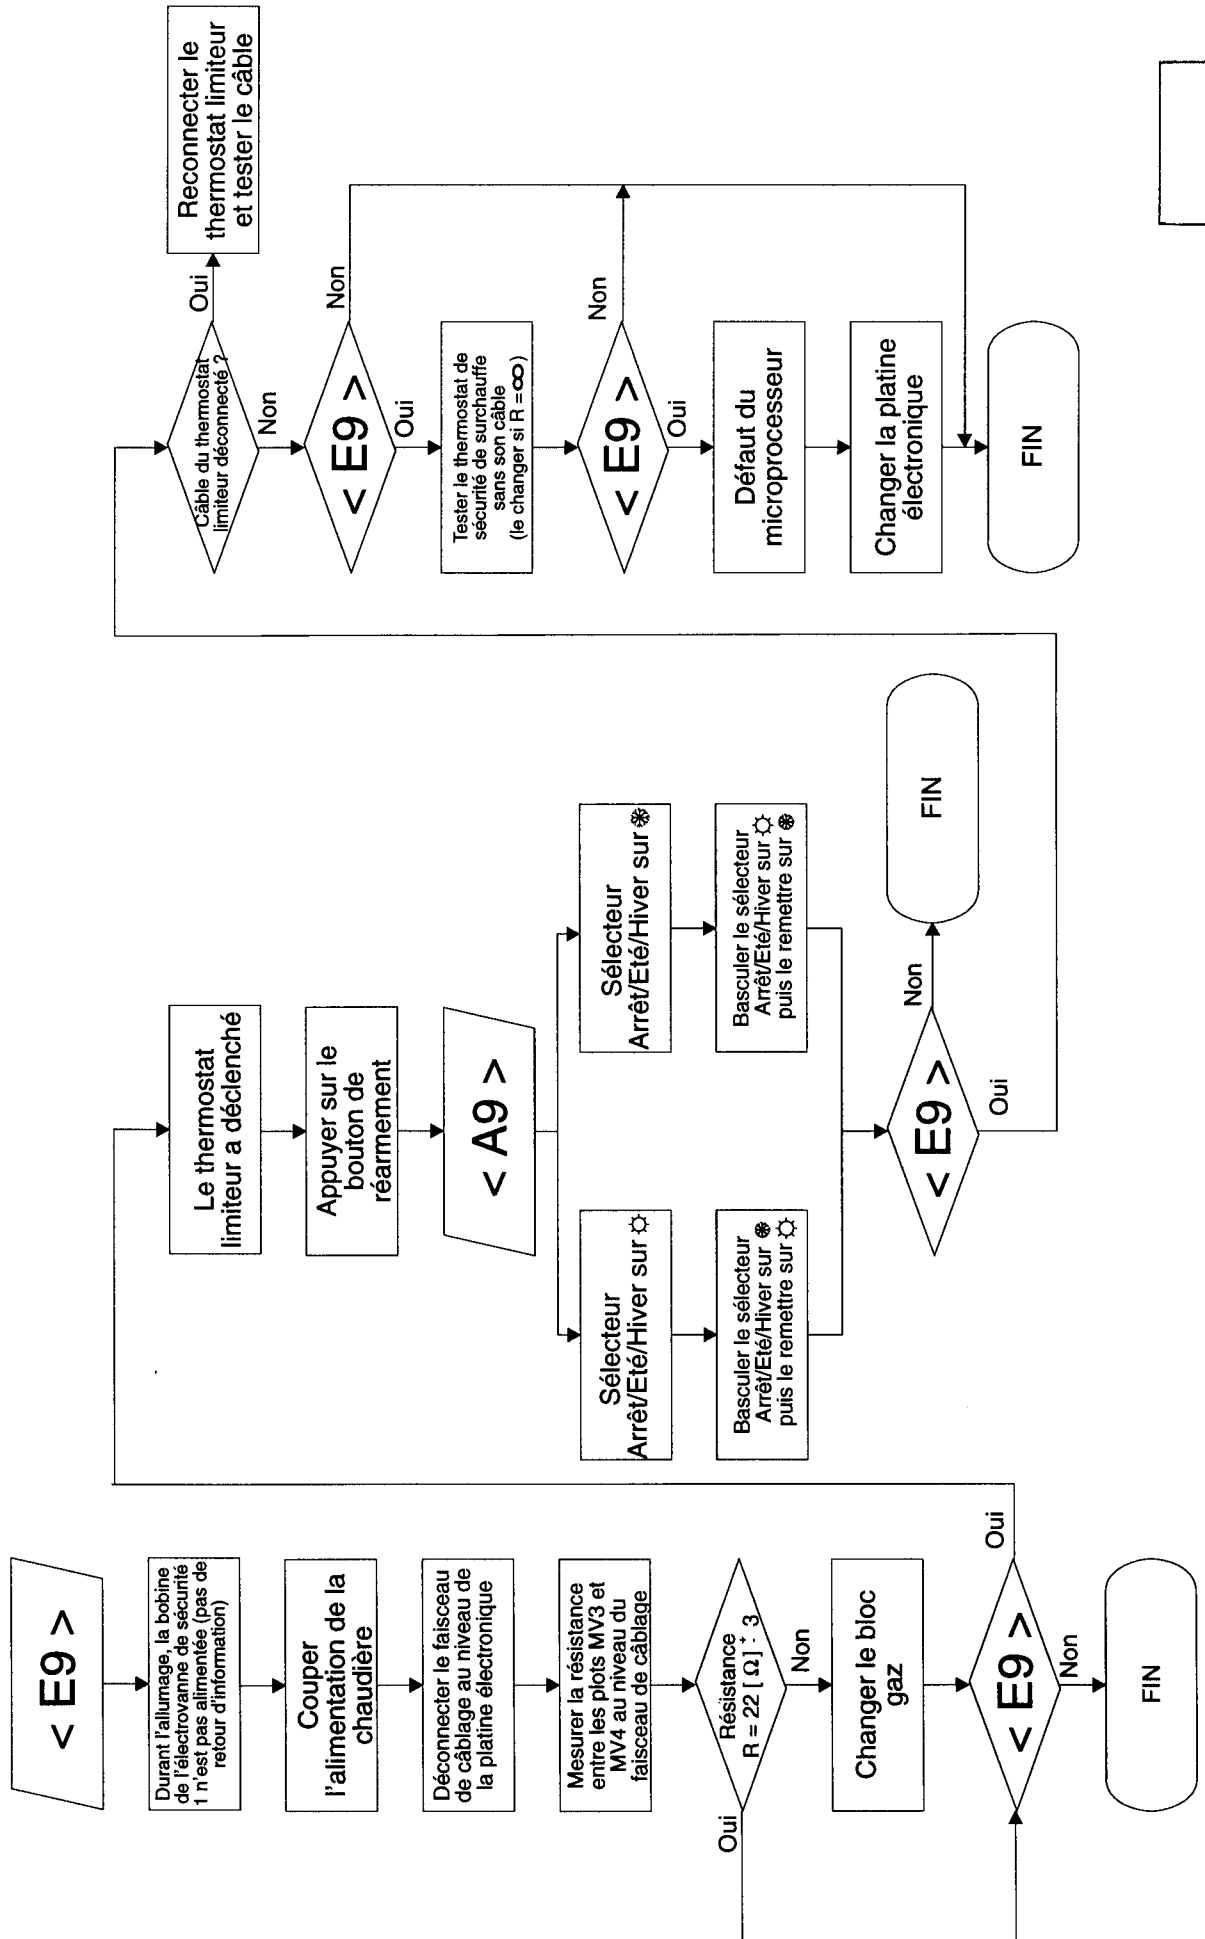 < E9 >
Durant l'allumage, la bobine
de l'électrovanne de sécurité
1 n'est pas alimentée (pas de
retour d'information)
Couper
l'alimentation de la
chaudière
Déconnecter le faisceau
de câblage au niveau de
la platine électronique
Mesurer la résistance
entre les plots MV3 et
MV4 au niveau du
faisceau de câblage
Résistance
R = 22 [ Ω ] +- 3
Oui
Non
Changer le bloc
gaz
< E9 >
Oui
Non
FIN
Le thermostat
limiteur a déclenché
Appuyer sur le
bouton de
réarmement
< A9 >
Sélecteur
Arrêt/Eté/Hiver sur ☼
Basculer le sélecteur
Arrêt/Eté/Hiver sur ❄
puis le remettre sur ☼
Sélecteur
Arrêt/Eté/Hiver sur ❄
Basculer le sélecteur
Arrêt/Eté/Hiver sur ☼
puis le remettre sur ❄
< E9 >
Non
Oui
FIN
Câble du thermostat
limiteur déconnecté ?
Oui
Non
Reconnecter le
thermostat limiteur
et tester le câble
< E9 >
Non
Oui
Tester le thermostat de
sécurité de surchauffe
sans son câble
(le changer si R = ∞)
< E9 >
Non
Oui
Défaut du
microprocesseur
Changer la platine
électronique
FIN